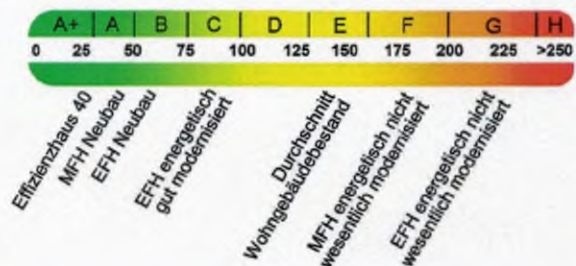 A+ A B C D E F G H
0 25 50 75 100 125 150 175 200 225 >250
Effizienzhaus 40
MFH Neubau
EFH Neubau
EFH energetisch
gut modernisiert
Durchschnitt
Wohngebäudebestand
MFH energetisch nicht
wesentlich modernisiert
EFH energetisch nicht
wesentlich modernisiert